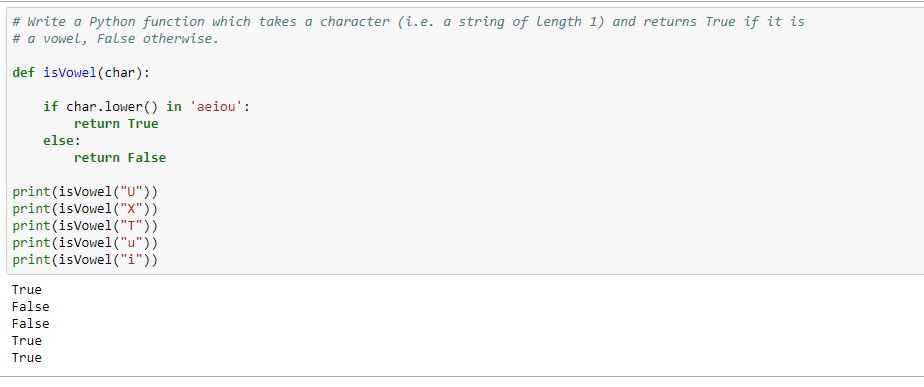 # Write a Python function which takes a character (i.e. a string of length 1) and returns True if it is
# a vowel, False otherwise.
def isVowel(char):
if char.lower() in 'aeiou':
return True
else:
return False
print(isVowel("U"))
print(isVowel("X"))
print(isVowel("T"))
print(isVowel("u"))
print(isVowel("i"))
True
False
False
True
True